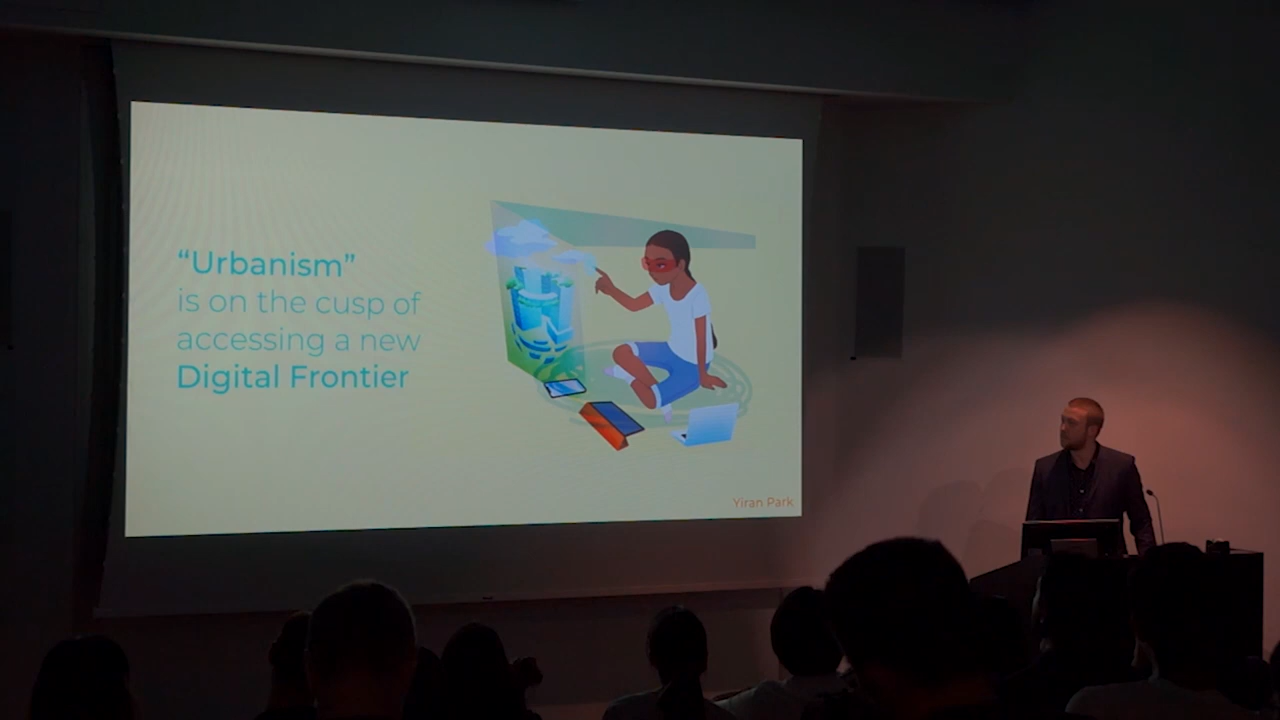 “Urbanism”
is on the cusp of
accessing a new
Digital Frontier
Yiran Park